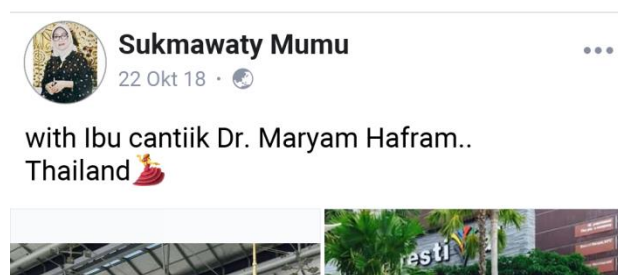 Sukmawaty Mumu
22 Okt 18 ·
with Ibu cantiik Dr. Maryam Hafram..
Thailand💃
esti